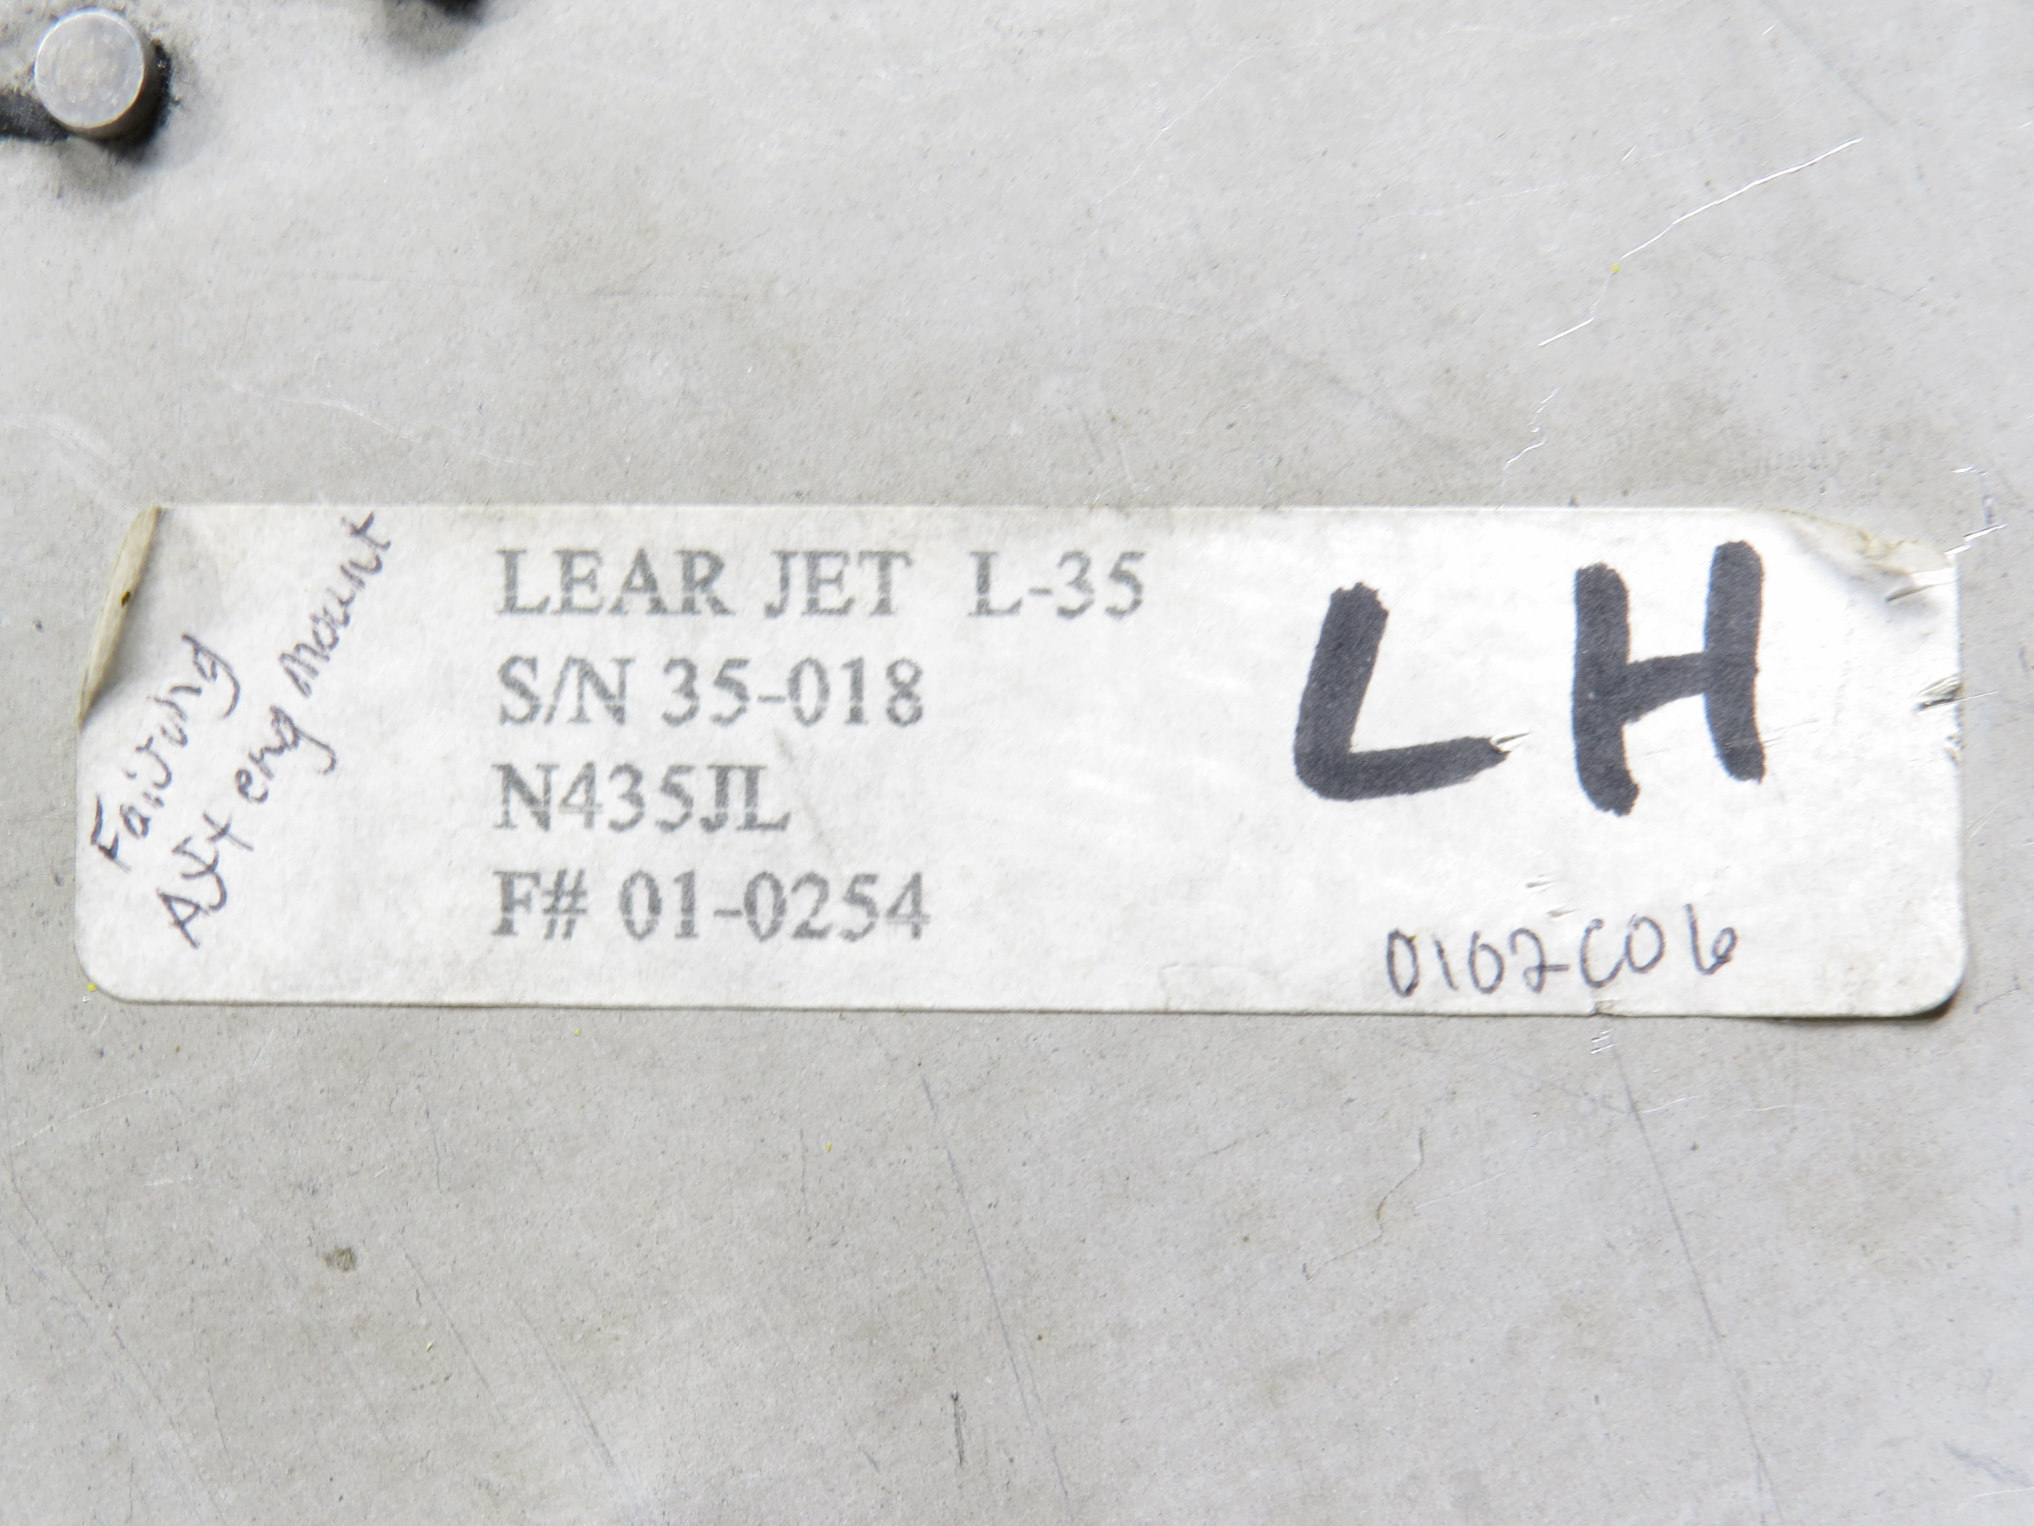 Fairing
Aft eng mount
LEAR JET L-35
S/N 35-018
N435JL
F# 01-0254
LH
0102C06